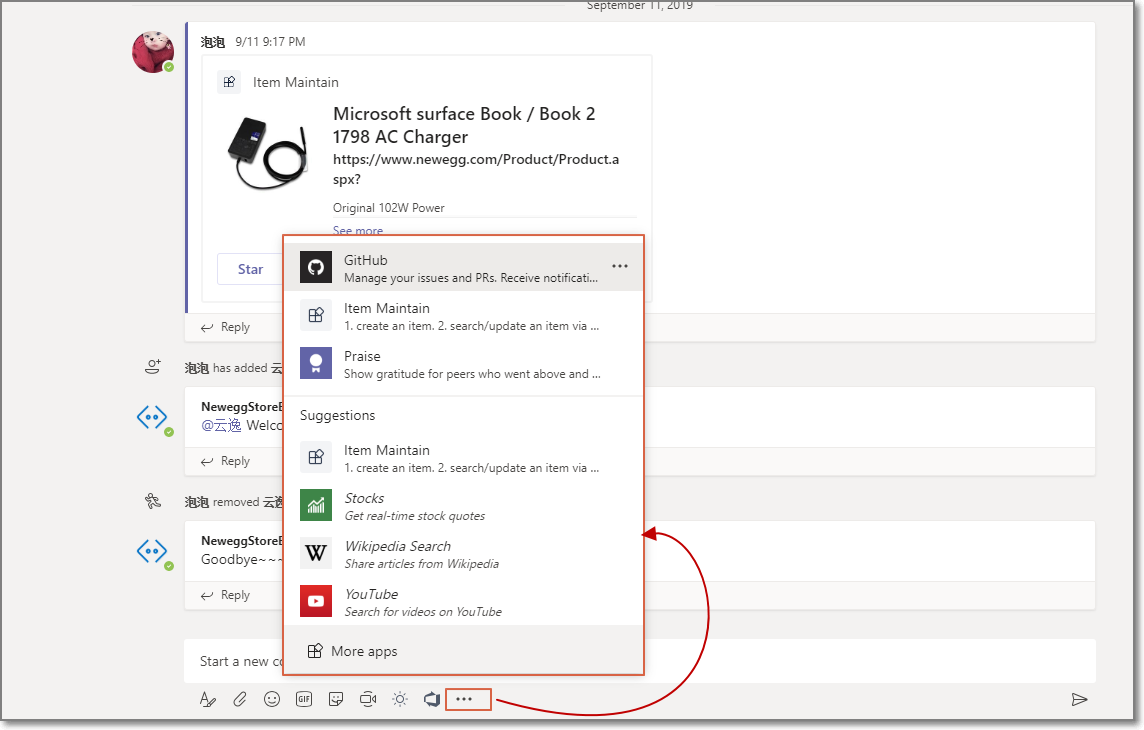 September 11, 2019
泡泡 9/11 9:17 PM
Item Maintain
Microsoft surface Book / Book 2
1798 AC Charger
https://www.newegg.com/Product/Product.a
spx?
Original 102W Power
See more
Star
Reply
GitHub
Manage your issues and PRs. Receive notificati...
Item Maintain
1. create an item. 2. search/update an item via ...
Praise
Show gratitude for peers who went above and ...
Suggestions
Item Maintain
1. create an item. 2. search/update an item via ...
Stocks
Get real-time stock quotes
W
Wikipedia Search
Share articles from Wikipedia
YouTube
Search for videos on YouTube
More apps
泡泡 has added 云
NeweggStore
@云逸 Welco
Reply
泡泡 removed 云逸
NeweggStore
Goodbye~~~
Reply
Start a new co
GIF